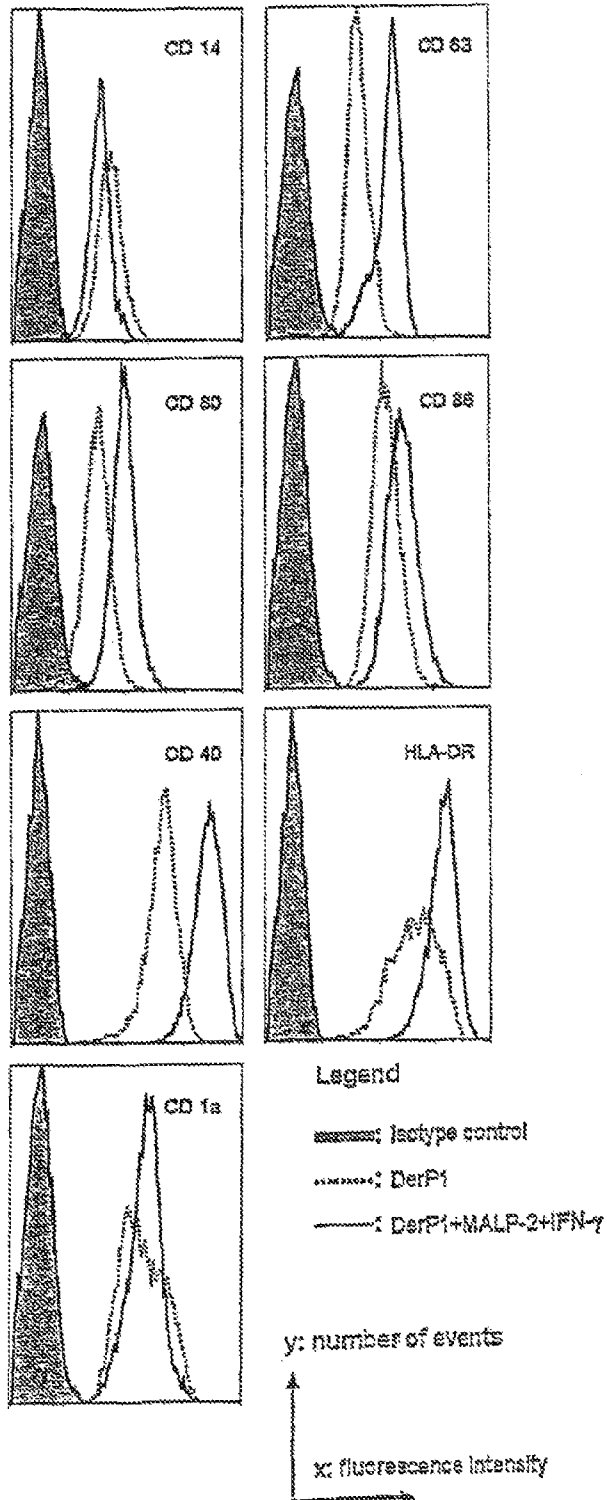 CD 14
CD 83
CD 80
CD 86
CD 40
HLA-DR
CD 1a
Legend
: Isotype control
: DerP1
: DerP1+MALP-2+IFN-γ
y: number of events
x: fluorescence intensity